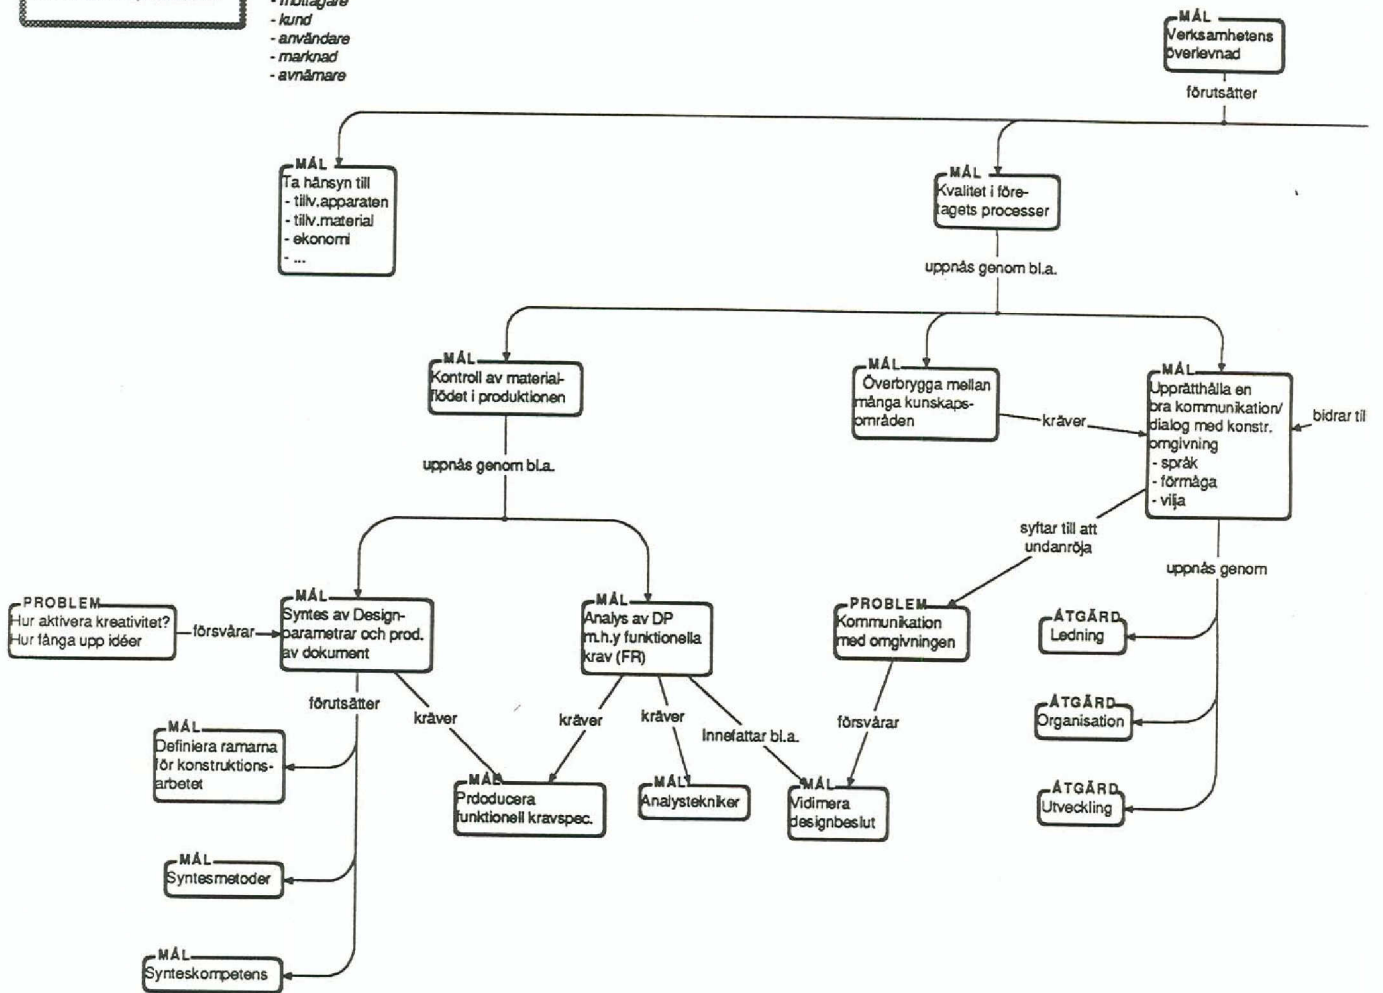 - mottagare
- kund
- användare
- marknad
- avnämare
MÅL
Verksamhetens
överlevnad
förutsätter
MÅL
Ta hänsyn till
- tillv.apparaten
- tillv.material
- ekonomi
- ...
MÅL
Kvalitet i före-
tagets processer
uppnås genom bl.a.
MÅL
Kontroll av material-
flödet i produktionen
MÅL
Överbrygga mellan
många kunskaps-
områden
kräver
MÅL
Upprätthålla en
bra kommunikation/
dialog med konstr.
omgivning
- språk
- förmåga
- vilja
bidrar til
uppnås genom bl.a.
syftar till att
undanröja
uppnås genom
PROBLEM
Hur aktivera kreativitet?
Hur fånga upp idéer
försvårar
MÅL
Syntes av Design-
parametrar och prod.
av dokument
MÅL
Analys av DP
m.h.y funktionella
krav (FR)
PROBLEM
Kommunikation
med omgivningen
ÅTGÄRD
Ledning
förutsätter
kräver
kräver
kräver
Innefattar bl.a.
försvårar
ÅTGÄRD
Organisation
MÅL
Definiera ramarna
för konstruktions-
arbetet
MÅL
Prdoducera
funktionell kravspec.
MÅL
Analystekniker
MÅL
Vidimera
designbeslut
ÅTGÄRD
Utveckling
MÅL
Syntesmetoder
MÅL
Synteskompetens